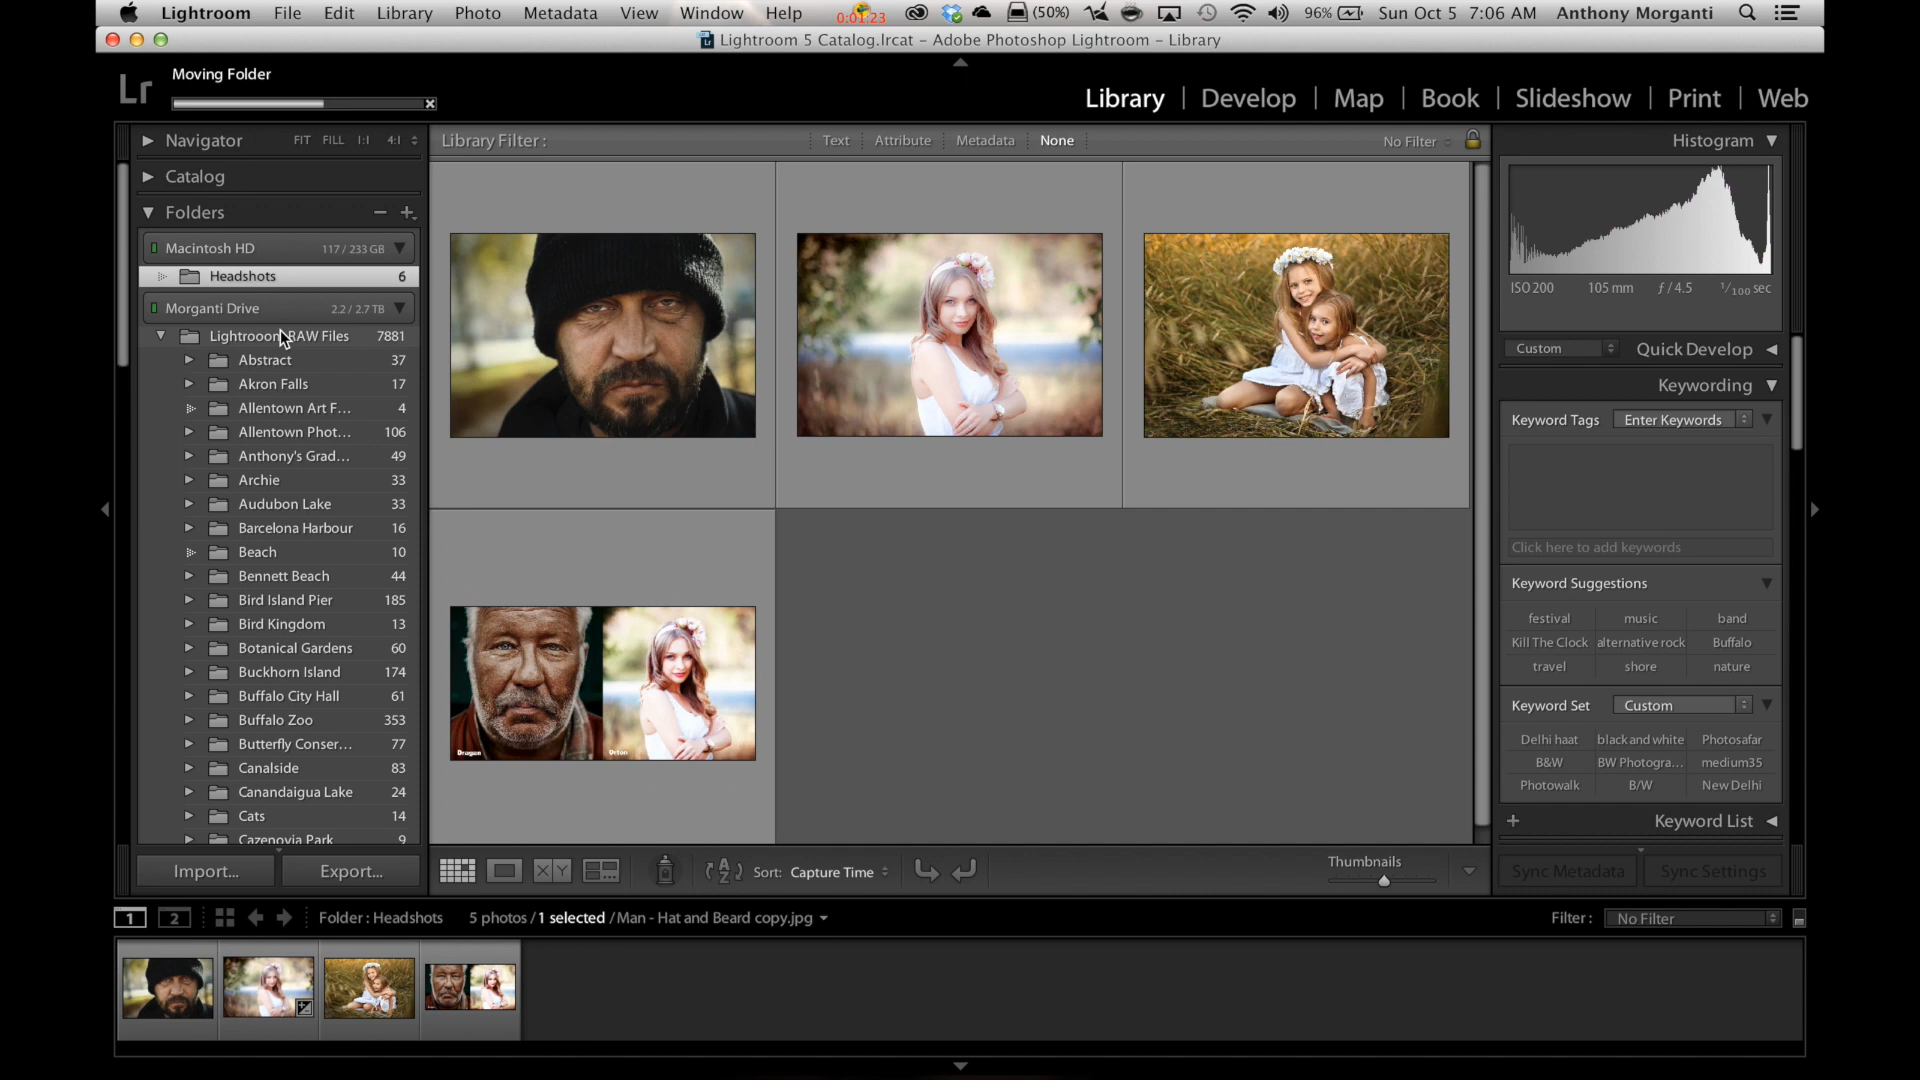 Lightroom File Edit Library Photo Metadata View Window Help 0:01:23 (50%) 96% Sun Oct 5 7:06 AM Anthony Morganti
Lightroom 5 Catalog.lrcat – Adobe Photoshop Lightroom – Library
Lr
Moving Folder
Library | Develop | Map | Book | Slideshow | Print | Web
Navigator FIT FILL 1:1 4:1
Catalog
Folders
Macintosh HD 117 / 233 GB
Headshots 6
Morganti Drive 2.2 / 2.7 TB
Lightrooom RAW Files 7881
Abstract 37
Akron Falls 17
Allentown Art F... 4
Allentown Phot... 106
Anthony's Grad... 49
Archie 33
Audubon Lake 33
Barcelona Harbour 16
Beach 10
Bennett Beach 44
Bird Island Pier 185
Bird Kingdom 13
Botanical Gardens 60
Buckhorn Island 174
Buffalo City Hall 61
Buffalo Zoo 353
Butterfly Conser... 77
Canalside 83
Canandaigua Lake 24
Cats 14
Cazenovia Park 9
Import... Export...
Library Filter : Text Attribute Metadata None No Filter
Dragan Orton
Sort: Capture Time
Thumbnails
Histogram
ISO 200 105 mm ƒ / 4.5 1/100 sec
Custom Quick Develop
Keywording
Keyword Tags Enter Keywords
Click here to add keywords
Keyword Suggestions
festival music band
Kill The Clock alternative rock Buffalo
travel shore nature
Keyword Set Custom
Delhi haat black and white Photosafar
B&W BW Photogra... medium35
Photowalk B/W New Delhi
Keyword List
Sync Metadata Sync Settings
1 2 Folder : Headshots 5 photos / 1 selected / Man - Hat and Beard copy.jpg Filter : No Filter